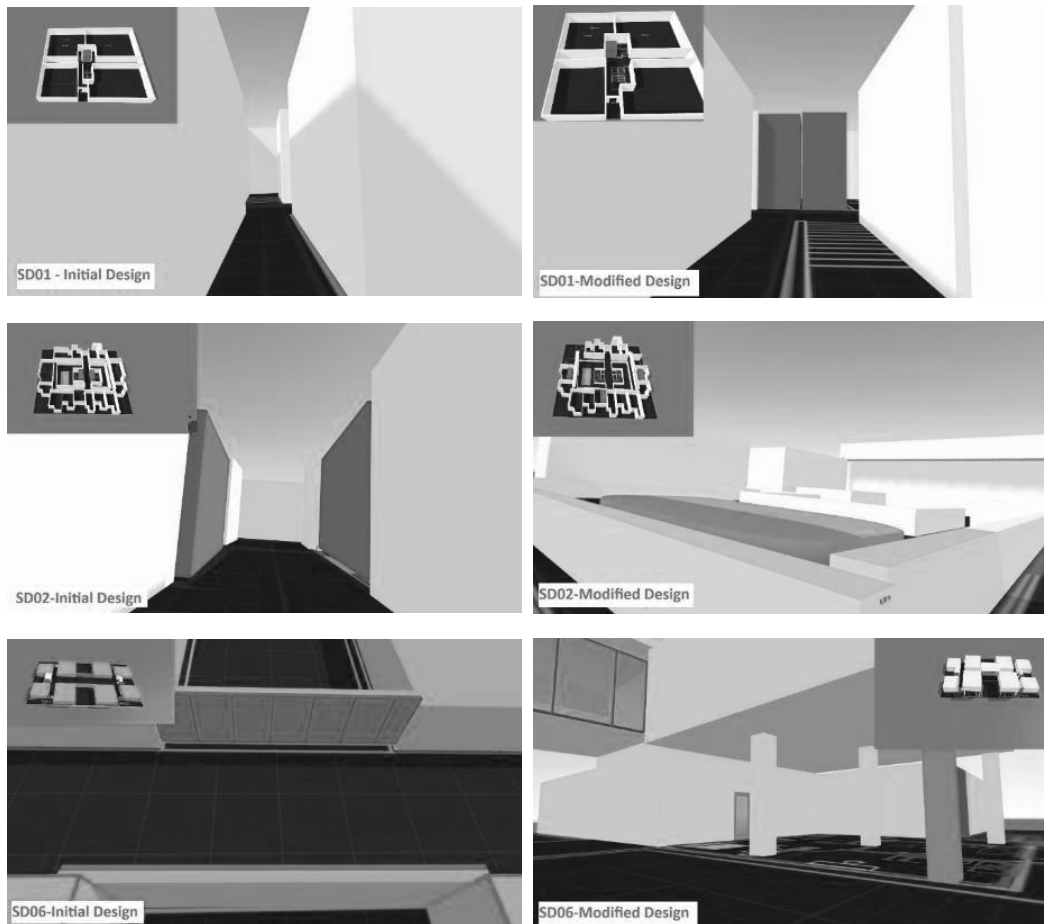 SD01 - Initial Design
SD01-Modified Design
SD02-Initial Design
SD02-Modified Design
SD06-Initial Design
SD06-Modified Design